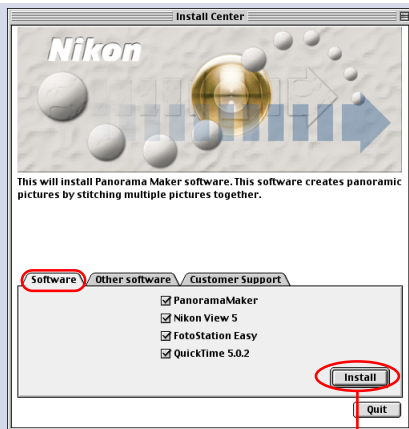 Install Center
Nikon
This will install Panorama Maker software. This software creates panoramic
pictures by stitching multiple pictures together.
Software
Other software
Customer Support
PanoramaMaker
Nikon View 5
FotoStation Easy
QuickTime 5.0.2
Install
Quit